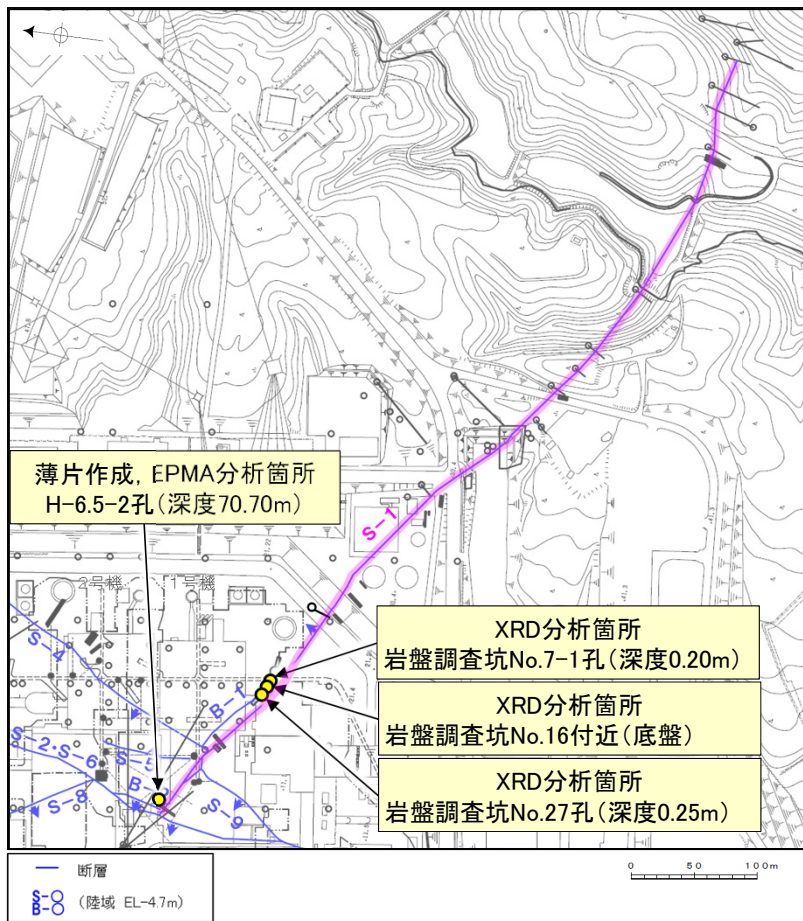 薄片作成, EPMA分析箇所
H-6.5-2孔(深度70.70m)
S-1
2号機
1号機
XRD分析箇所
岩盤調査坑No.7-1孔(深度0.20m)
XRD分析箇所
岩盤調査坑No.16付近(底盤)
XRD分析箇所
岩盤調査坑No.27孔(深度0.25m)
S-4
B-1
S-2・S-6
S-5
S-8
S-9
断層
S-○
B-○
(陸域 EL-4.7m)
0 50 100m